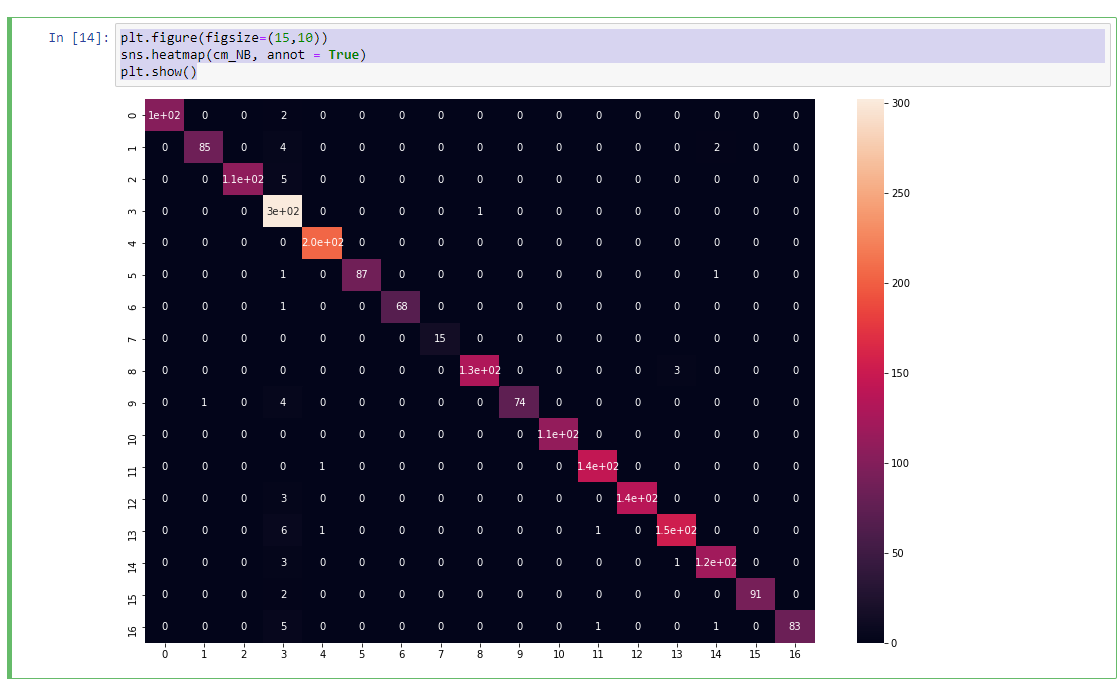 In [14]: plt.figure(figsize=(15,10))
sns.heatmap(cm_NB, annot = True)
plt.show()
0 1e+02 0 0 2 0 0 0 0 0 0 0 0 0 0 0 0 0 300
1 0 85 0 4 0 0 0 0 0 0 0 0 0 0 2 0 0
2 0 0 1.1e+02 5 0 0 0 0 0 0 0 0 0 0 0 0 0 250
3 0 0 0 3e+02 0 0 0 0 1 0 0 0 0 0 0 0 0
4 0 0 0 0 2.0e+02 0 0 0 0 0 0 0 0 0 0 0 0
5 0 0 0 1 0 87 0 0 0 0 0 0 0 0 1 0 0 200
6 0 0 0 1 0 0 68 0 0 0 0 0 0 0 0 0 0
7 0 0 0 0 0 0 0 15 0 0 0 0 0 0 0 0 0
8 0 0 0 0 0 0 0 0 1.3e+02 0 0 0 0 3 0 0 0 150
9 0 1 0 4 0 0 0 0 0 74 0 0 0 0 0 0 0
10 0 0 0 0 0 0 0 0 0 0 1.1e+02 0 0 0 0 0 0
11 0 0 0 0 1 0 0 0 0 0 0 1.4e+02 0 0 0 0 0 100
12 0 0 0 3 0 0 0 0 0 0 0 0 1.4e+02 0 0 0 0
13 0 0 0 6 1 0 0 0 0 0 0 1 0 1.5e+02 0 0 0
14 0 0 0 3 0 0 0 0 0 0 0 0 0 1 1.2e+02 0 0 50
15 0 0 0 2 0 0 0 0 0 0 0 0 0 0 0 91 0
16 0 0 0 5 0 0 0 0 0 0 0 1 0 0 1 0 83 0
0 1 2 3 4 5 6 7 8 9 10 11 12 13 14 15 16